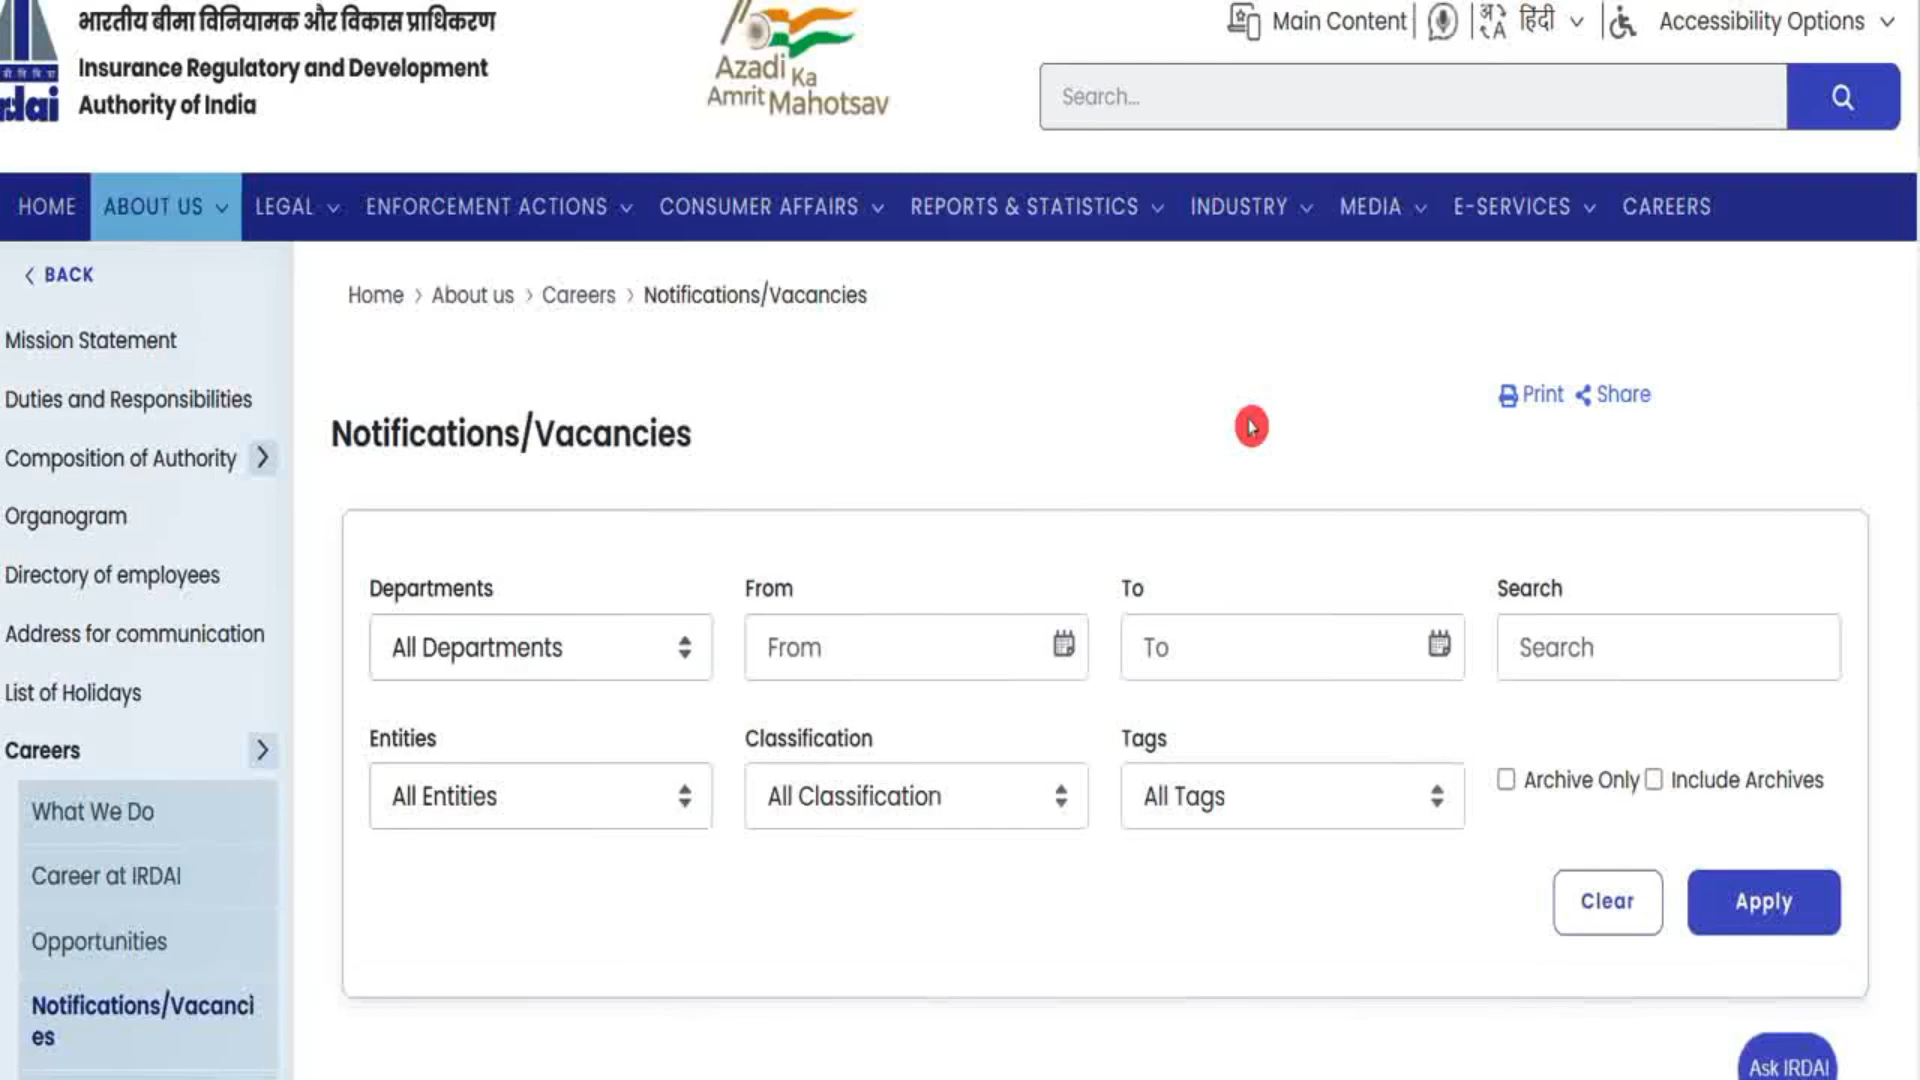 भारतीय बीमा विनियामक और विकास प्राधिकरण
Insurance Regulatory and Development
Authority of India
irdai
Azadi Ka
Amrit Mahotsav
Main Content
हिंदी
Accessibility Options
Search...
HOME
ABOUT US
LEGAL
ENFORCEMENT ACTIONS
CONSUMER AFFAIRS
REPORTS & STATISTICS
INDUSTRY
MEDIA
E-SERVICES
CAREERS
BACK
Mission Statement
Duties and Responsibilities
Composition of Authority
Organogram
Directory of employees
Address for communication
List of Holidays
Careers
What We Do
Career at IRDAI
Opportunities
Notifications/Vacanci
es
Home > About us > Careers > Notifications/Vacancies
Print
Share
Notifications/Vacancies
Departments
From
To
Search
All Departments
From
To
Search
Entities
Classification
Tags
All Entities
All Classification
All Tags
Archive Only
Include Archives
Clear
Apply
Ask IRDAI